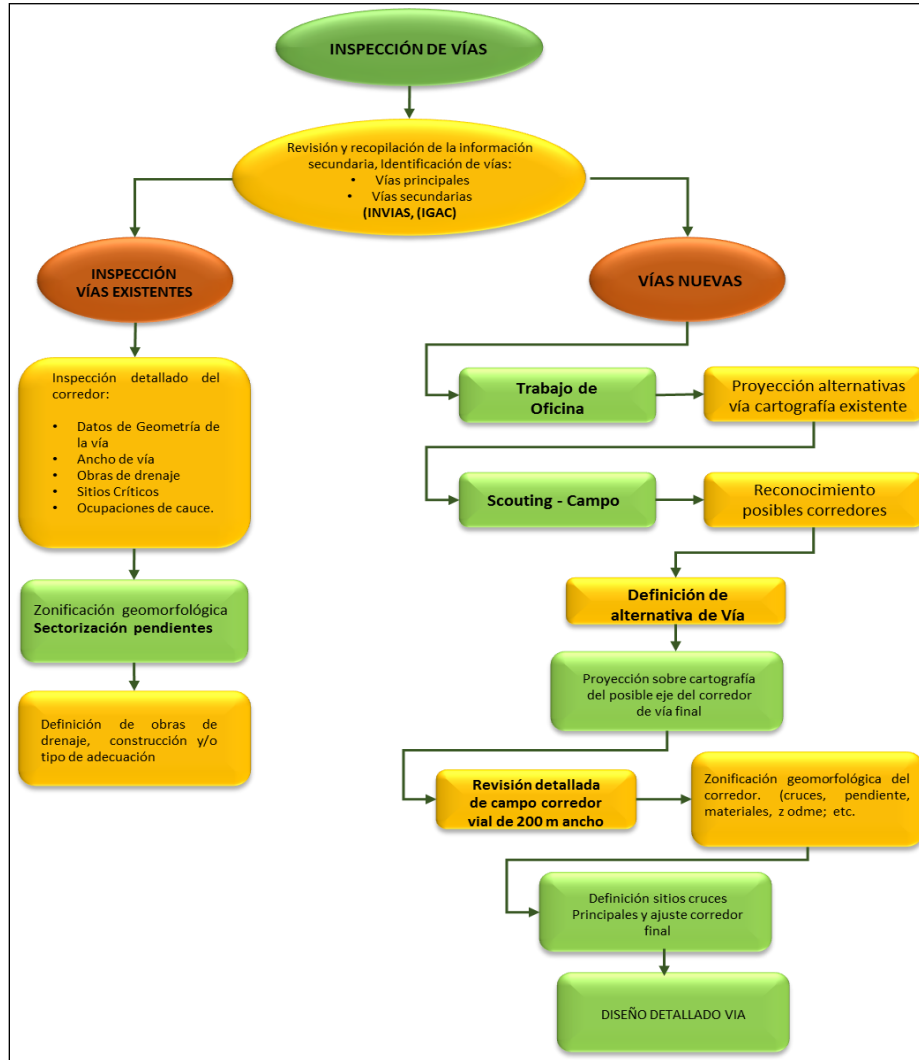 INSPECCIÓN DE VÍAS
Revisión y recopilación de la información
secundaria, Identificación de vías:
• Vías principales
• Vías secundarias
(INVIAS, (IGAC)
INSPECCIÓN
VÍAS EXISTENTES
Inspección detallado del
corredor:
• Datos de Geometría de
la vía
• Ancho de vía
• Obras de drenaje
• Sitios Críticos
• Ocupaciones de cauce.
Zonificación geomorfológica
Sectorización pendientes
Definición de obras de
drenaje, construcción y/o
tipo de adecuación
VÍAS NUEVAS
Trabajo de
Oficina
Proyección alternativas
vía cartografía existente
Scouting - Campo
Reconocimiento
posibles corredores
Definición de
alternativa de Vía
Proyección sobre cartografía
del posible eje del corredor
de vía final
Revisión detallada
de campo corredor
vial de 200 m ancho
Zonificación geomorfológica del
corredor. (cruces, pendiente,
materiales, z odme; etc.
Definición sitios cruces
Principales y ajuste corredor
final
DISEÑO DETALLADO VIA